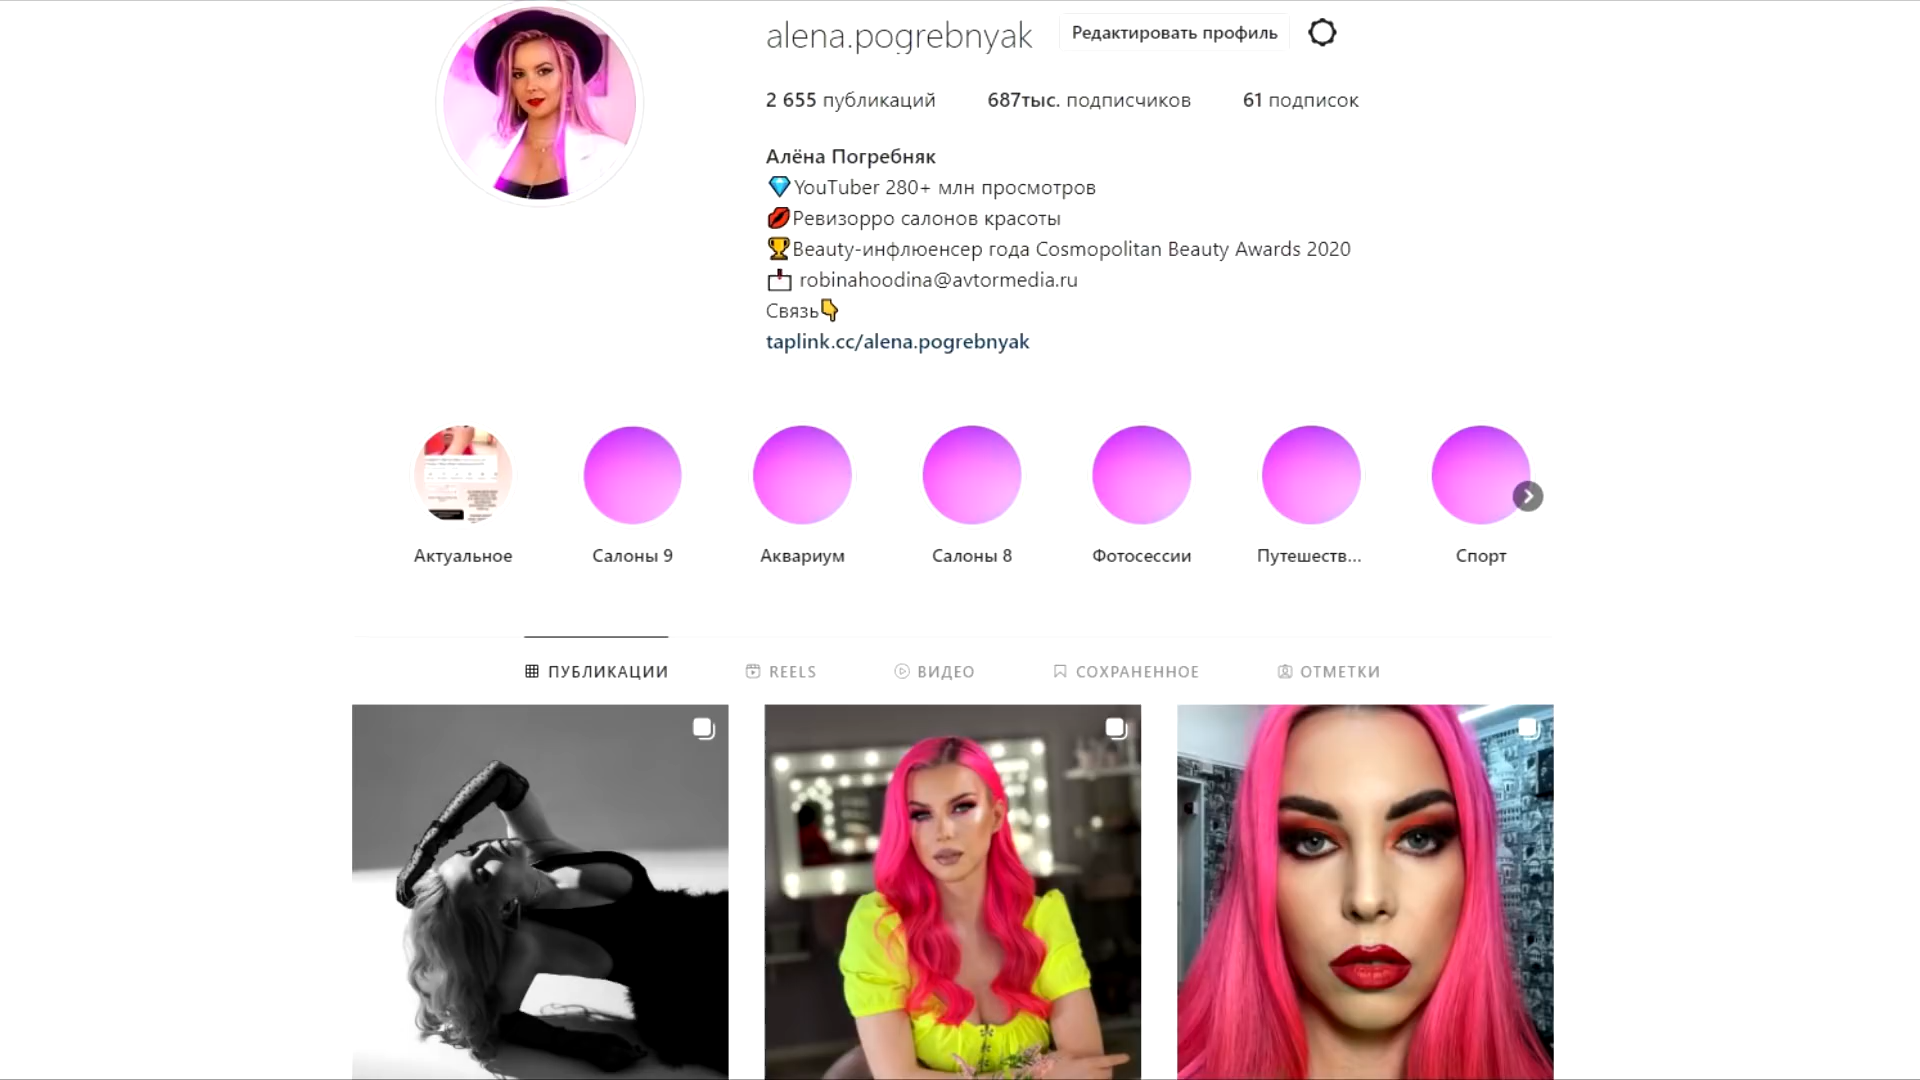 alena.pogrebnyak Редактировать профиль
2 655 публикаций 687тыс. подписчиков 61 подписок
Алёна Погребняк
💎YouTuber 280+ млн просмотров
💋Ревизорро салонов красоты
🏆Beauty-инфлюенсер года Cosmopolitan Beauty Awards 2020
📩 robinahoodina@avtormedia.ru
Связь👇
taplink.cc/alena.pogrebnyak
Актуальное Салоны 9 Аквариум Салоны 8 Фотосессии Путешеств... Спорт
ПУБЛИКАЦИИ REELS ВИДЕО СОХРАНЕННОЕ ОТМЕТКИ